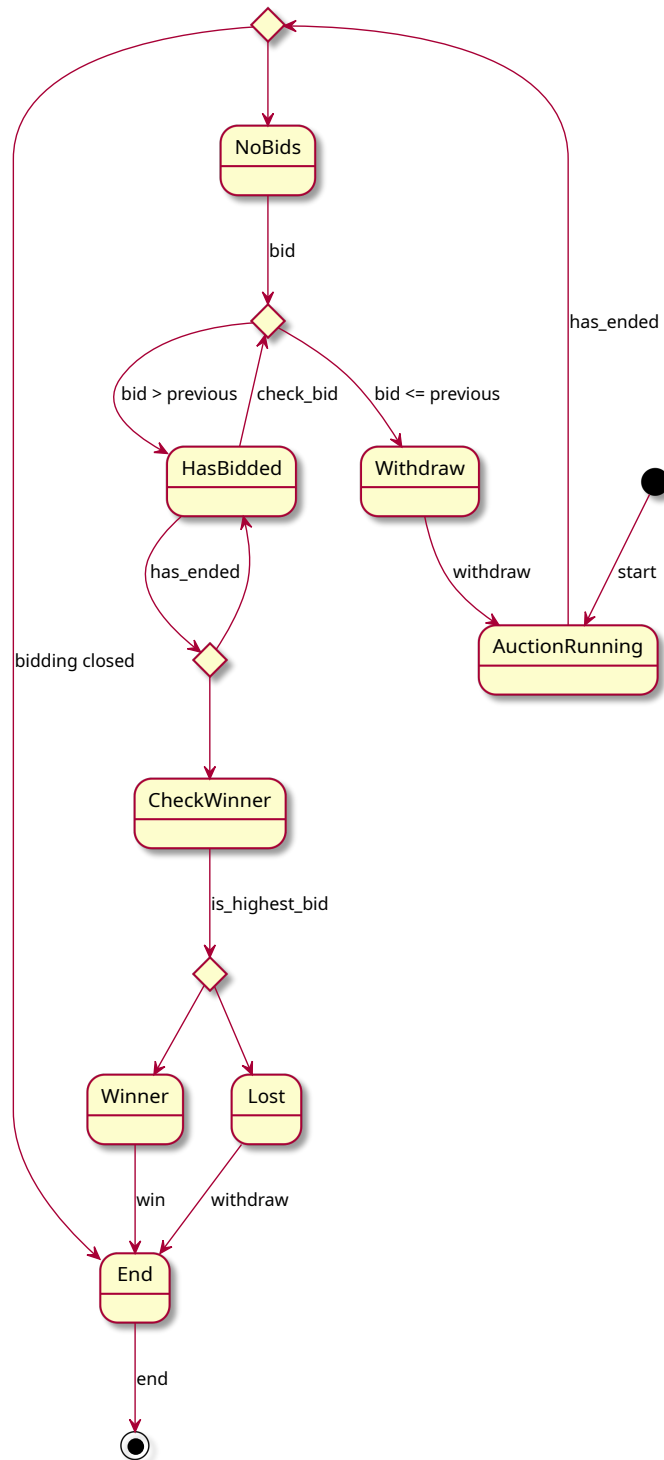 NoBids
bid
has_ended
bid > previous
check_bid
bid <= previous
HasBidded
Withdraw
has_ended
withdraw
start
AuctionRunning
bidding closed
CheckWinner
is_highest_bid
Winner
Lost
win
withdraw
End
end